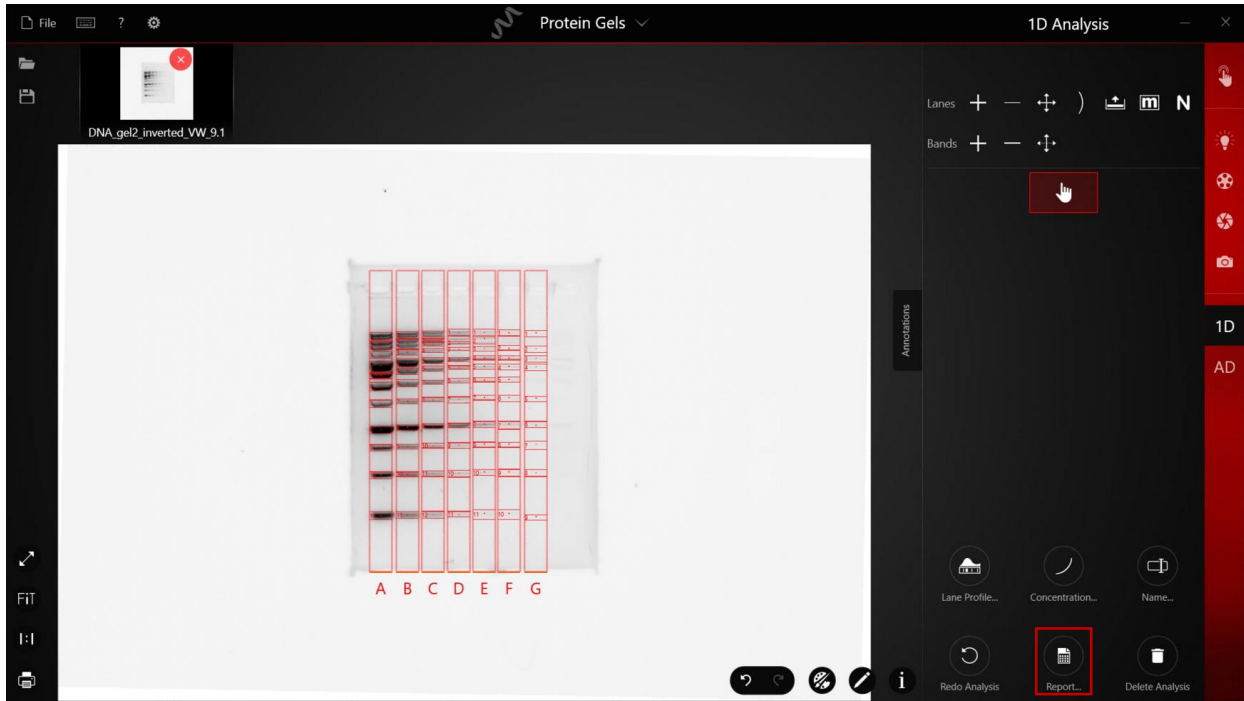 File ? Protein Gels 1D Analysis
DNA_gel2_inverted_VW_9.1
Lanes m N
Bands
Annotations
1D
AD
A B C D E F G
Lane Profile... Concentration... Name...
FiT
1:1
i
Redo Analysis Report... Delete Analysis